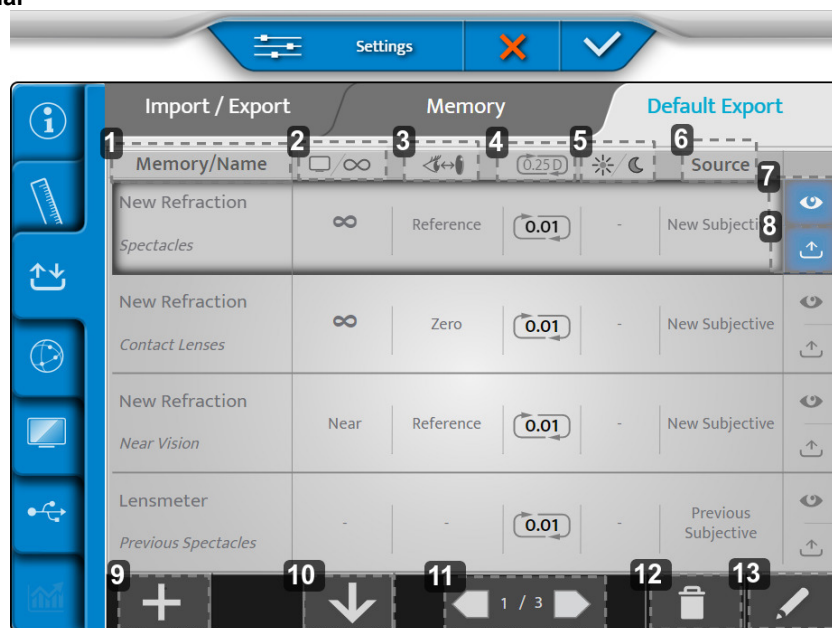 Settings
Import / Export
Memory
Default Export
1
2
3
4
5
6
Memory/Name
∞
0.25 D
Source
7
8
New Refraction
Spectacles
∞
Reference
0.01
-
New Subjecti
New Refraction
Contact Lenses
∞
Zero
0.01
-
New Subjective
New Refraction
Near Vision
Near
Reference
0.01
-
New Subjective
Lensmeter
Previous Spectacles
-
-
0.01
-
Previous
Subjective
9
10
11
12
13
1 / 3